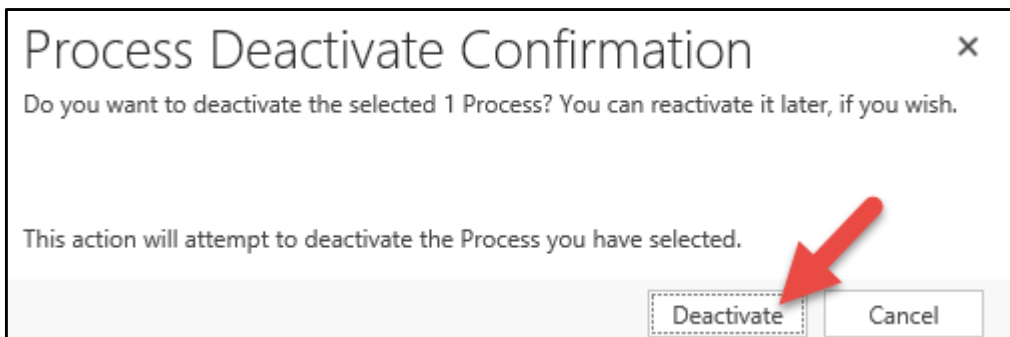 Process Deactivate Confirmation
Do you want to deactivate the selected 1 Process? You can reactivate it later, if you wish.
This action will attempt to deactivate the Process you have selected.
Deactivate Cancel